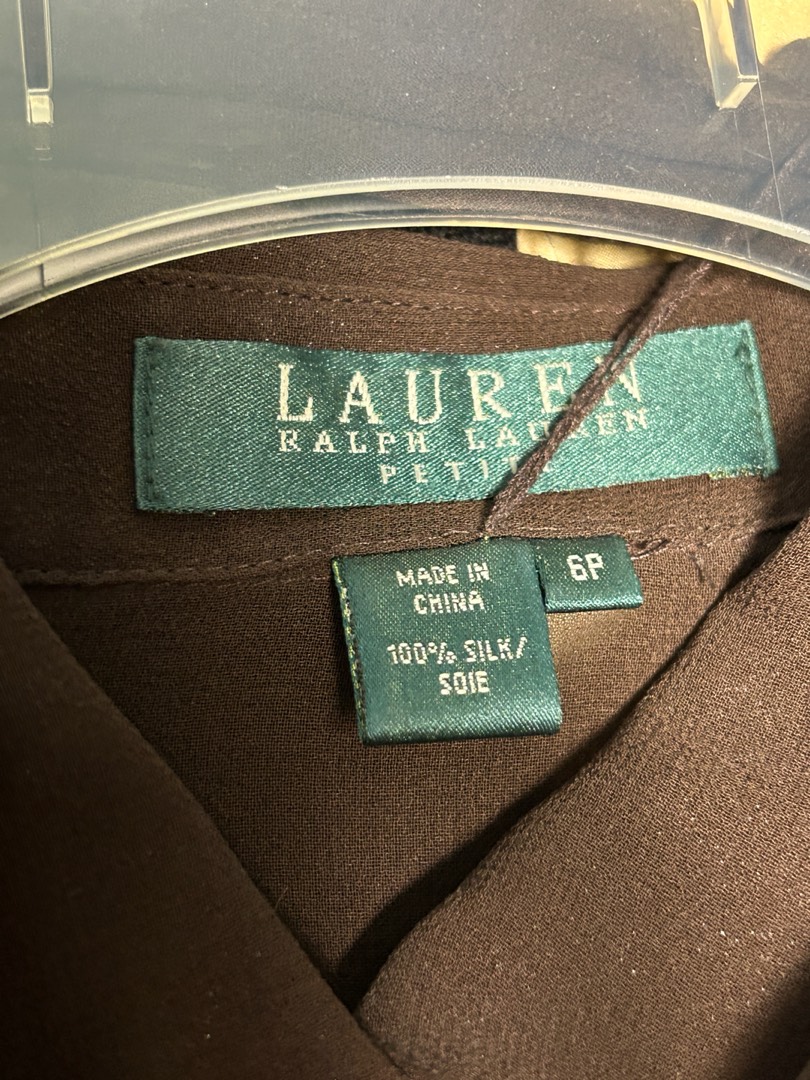 LAUREN
RALPH LAUREN
PETITE
MADE IN
CHINA
100% SILK/
SOIE
6P